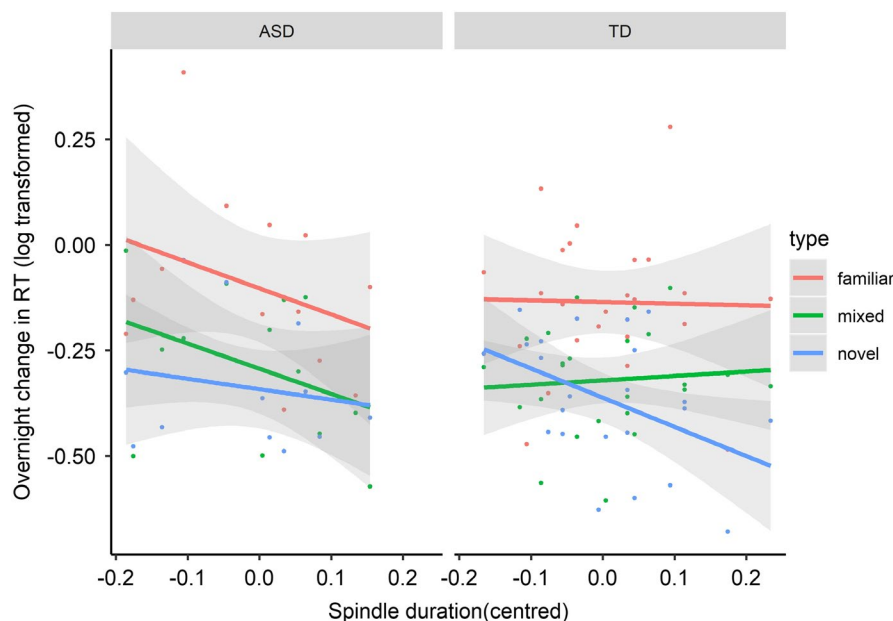 ASD
TD
Overnight change in RT (log transformed)
0.25
0.00
-0.25
-0.50
type
familiar
mixed
novel
-0.2
-0.1
0.0
0.1
0.2
-0.2
-0.1
0.0
0.1
0.2
Spindle duration(centred)